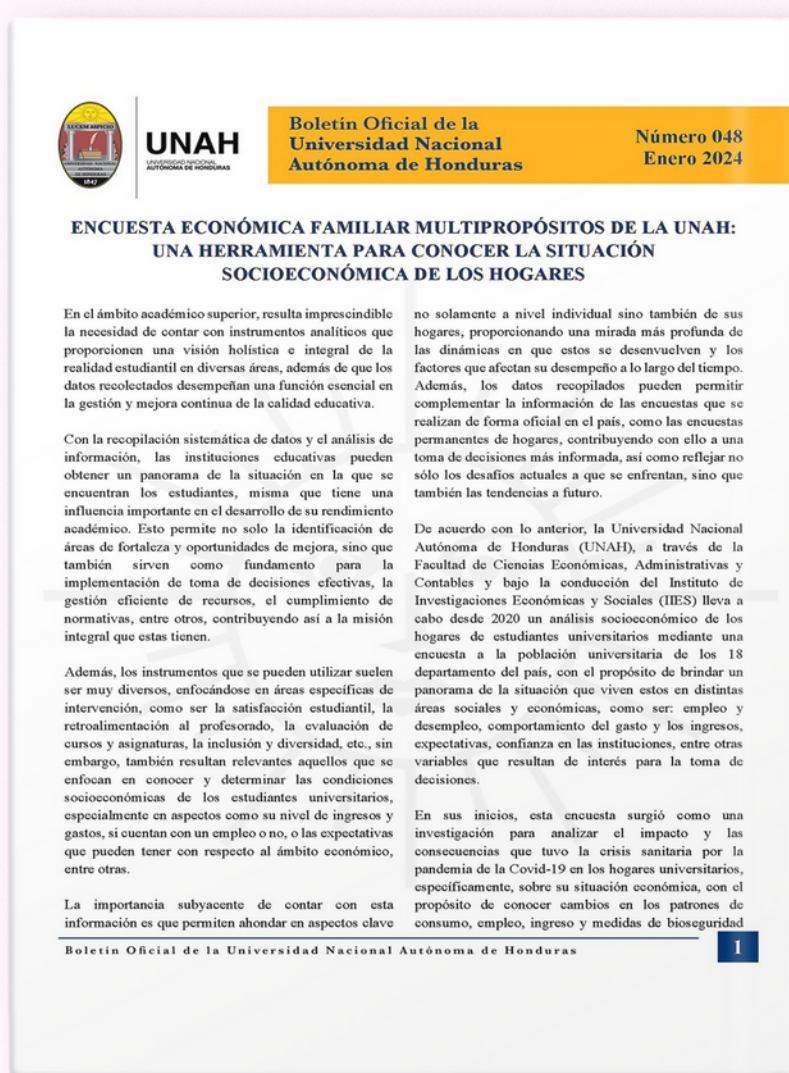 LUCEM ASPICIO
1847
UNAH
UNIVERSIDAD NACIONAL
AUTÓNOMA DE HONDURAS
Boletín Oficial de la
Universidad Nacional
Autónoma de Honduras
Número 048
Enero 2024
ENCUESTA ECONÓMICA FAMILIAR MULTIPROPÓSITOS DE LA UNAH:
UNA HERRAMIENTA PARA CONOCER LA SITUACIÓN
SOCIOECONÓMICA DE LOS HOGARES
En el ámbito académico superior, resulta imprescindible
la necesidad de contar con instrumentos analíticos que
proporcionen una visión holística e integral de la
realidad estudiantil en diversas áreas, además de que los
datos recolectados desempeñan una función esencial en
la gestión y mejora continua de la calidad educativa.
Con la recopilación sistemática de datos y el análisis de
información, las instituciones educativas pueden
obtener un panorama de la situación en la que se
encuentran los estudiantes, misma que tiene una
influencia importante en el desarrollo de su rendimiento
académico. Esto permite no solo la identificación de
áreas de fortaleza y oportunidades de mejora, sino que
también sirven como fundamento para la
implementación de toma de decisiones efectivas, la
gestión eficiente de recursos, el cumplimiento de
normativas, entre otros, contribuyendo así a la misión
integral que estas tienen.
Además, los instrumentos que se pueden utilizar suelen
ser muy diversos, enfocándose en áreas específicas de
intervención, como ser la satisfacción estudiantil, la
retroalimentación al profesorado, la evaluación de
cursos y asignaturas, la inclusión y diversidad, etc., sin
embargo, también resultan relevantes aquellos que se
enfocan en conocer y determinar las condiciones
socioeconómicas de los estudiantes universitarios,
especialmente en aspectos como su nivel de ingresos y
gastos, si cuentan con un empleo o no, o las expectativas
que pueden tener con respecto al ámbito económico,
entre otras.
La importancia subyacente de contar con esta
información es que permiten ahondar en aspectos clave
no solamente a nivel individual sino también de sus
hogares, proporcionando una mirada más profunda de
las dinámicas en que estos se desenvuelven y los
factores que afectan su desempeño a lo largo del tiempo.
Además, los datos recopilados pueden permitir
complementar la información de las encuestas que se
realizan de forma oficial en el país, como las encuestas
permanentes de hogares, contribuyendo con ello a una
toma de decisiones más informada, así como reflejar no
sólo los desafíos actuales a que se enfrentan, sino que
también las tendencias a futuro.
De acuerdo con lo anterior, la Universidad Nacional
Autónoma de Honduras (UNAH), a través de la
Facultad de Ciencias Económicas, Administrativas y
Contables y bajo la conducción del Instituto de
Investigaciones Económicas y Sociales (IIES) lleva a
cabo desde 2020 un análisis socioeconómico de los
hogares de estudiantes universitarios mediante una
encuesta a la población universitaria de los 18
departamento del país, con el propósito de brindar un
panorama de la situación que viven estos en distintas
áreas sociales y económicas, como ser: empleo y
desempleo, comportamiento del gasto y los ingresos,
expectativas, confianza en las instituciones, entre otras
variables que resultan de interés para la toma de
decisiones.
En sus inicios, esta encuesta surgió como una
investigación para analizar el impacto y las
consecuencias que tuvo la crisis sanitaria por la
pandemia de la Covid-19 en los hogares universitarios,
específicamente, sobre su situación económica, con el
propósito de conocer cambios en los patrones de
consumo, empleo, ingreso y medidas de bioseguridad
Boletín Oficial de la Universidad Nacional Autónoma de Honduras
1